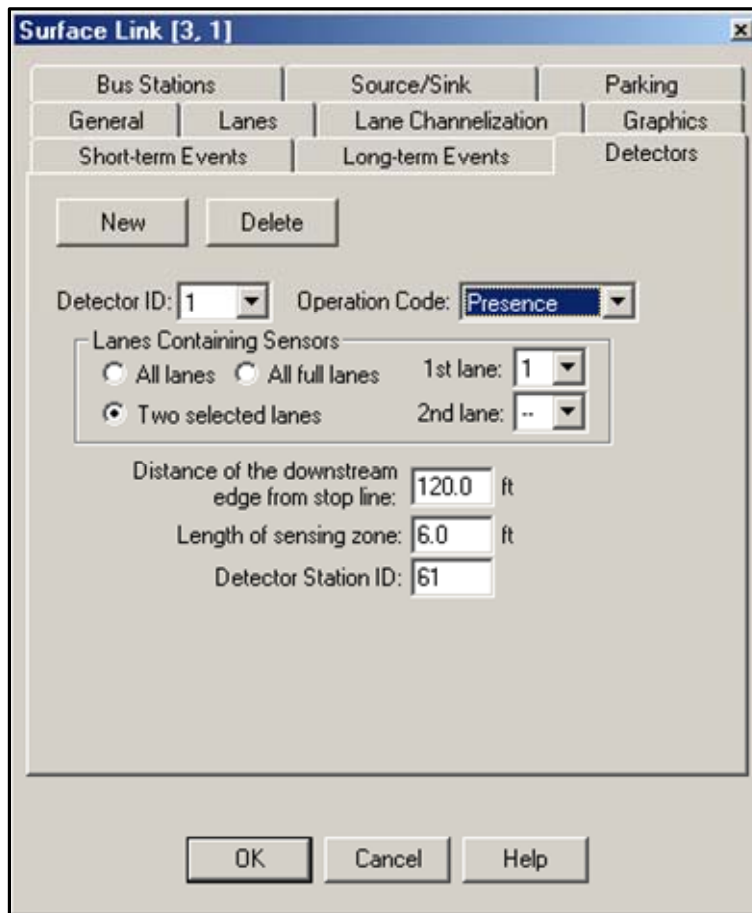 Surface Link [3, 1]
Bus Stations Source/Sink Parking
General Lanes Lane Channelization Graphics
Short-term Events Long-term Events Detectors
New Delete
Detector ID: 1 Operation Code: Presence
Lanes Containing Sensors
All lanes All full lanes 1st lane: 1
Two selected lanes 2nd lane: --
Distance of the downstream
edge from stop line: 120.0 ft
Length of sensing zone: 6.0 ft
Detector Station ID: 61
OK Cancel Help